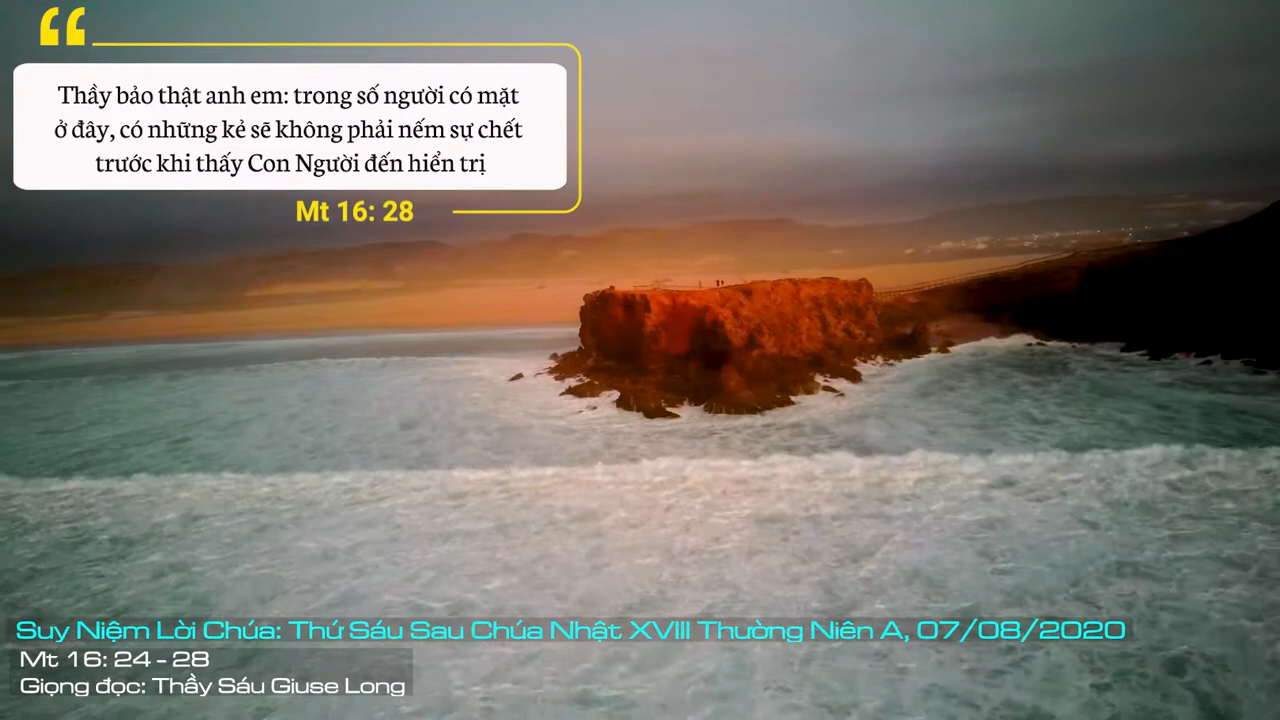 Thầy bảo thật anh em: trong số người có mặt
ở đây, có những kẻ sẽ không phải nếm sự chết
trước khi thấy Con Người đến hiển trị
Mt 16: 28
Suy Niệm Lời Chúa: Thứ Sáu Sau Chúa Nhật XVIII Thường Niên A, 07/08/2020
Mt 16: 24 - 28
Giọng đọc: Thầy Sáu Giuse Long